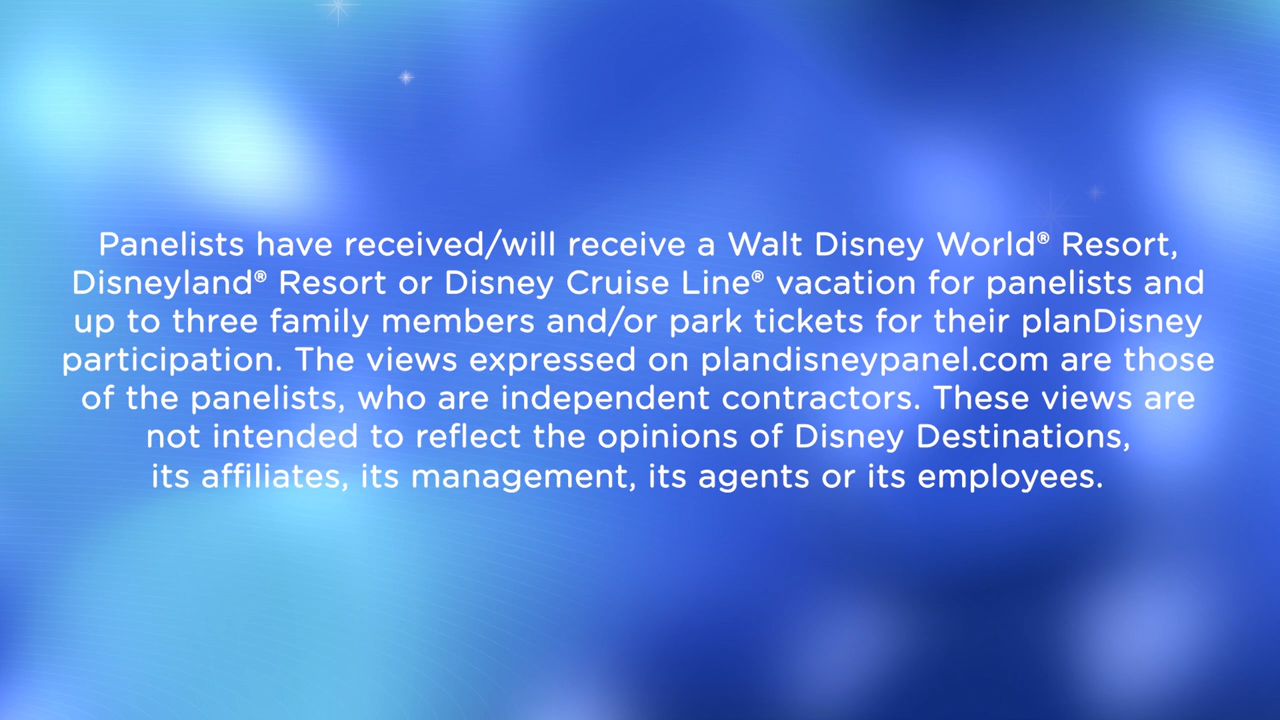 Panelists have received/will receive a Walt Disney World® Resort,
Disneyland® Resort or Disney Cruise Line® vacation for panelists and
up to three family members and/or park tickets for their planDisney
participation. The views expressed on plandisneypanel.com are those
of the panelists, who are independent contractors. These views are
not intended to reflect the opinions of Disney Destinations,
its affiliates, its management, its agents or its employees.